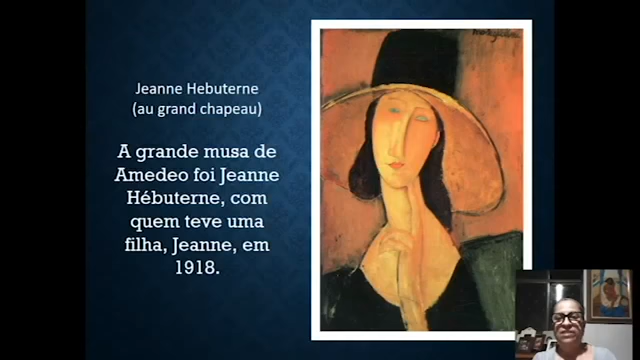 Jeanne Hebuterne
(au grand chapeau)
A grande musa de
Amedeo foi Jeanne
Hébuterne, com
quem teve uma
filha, Jeanne, em
1918.